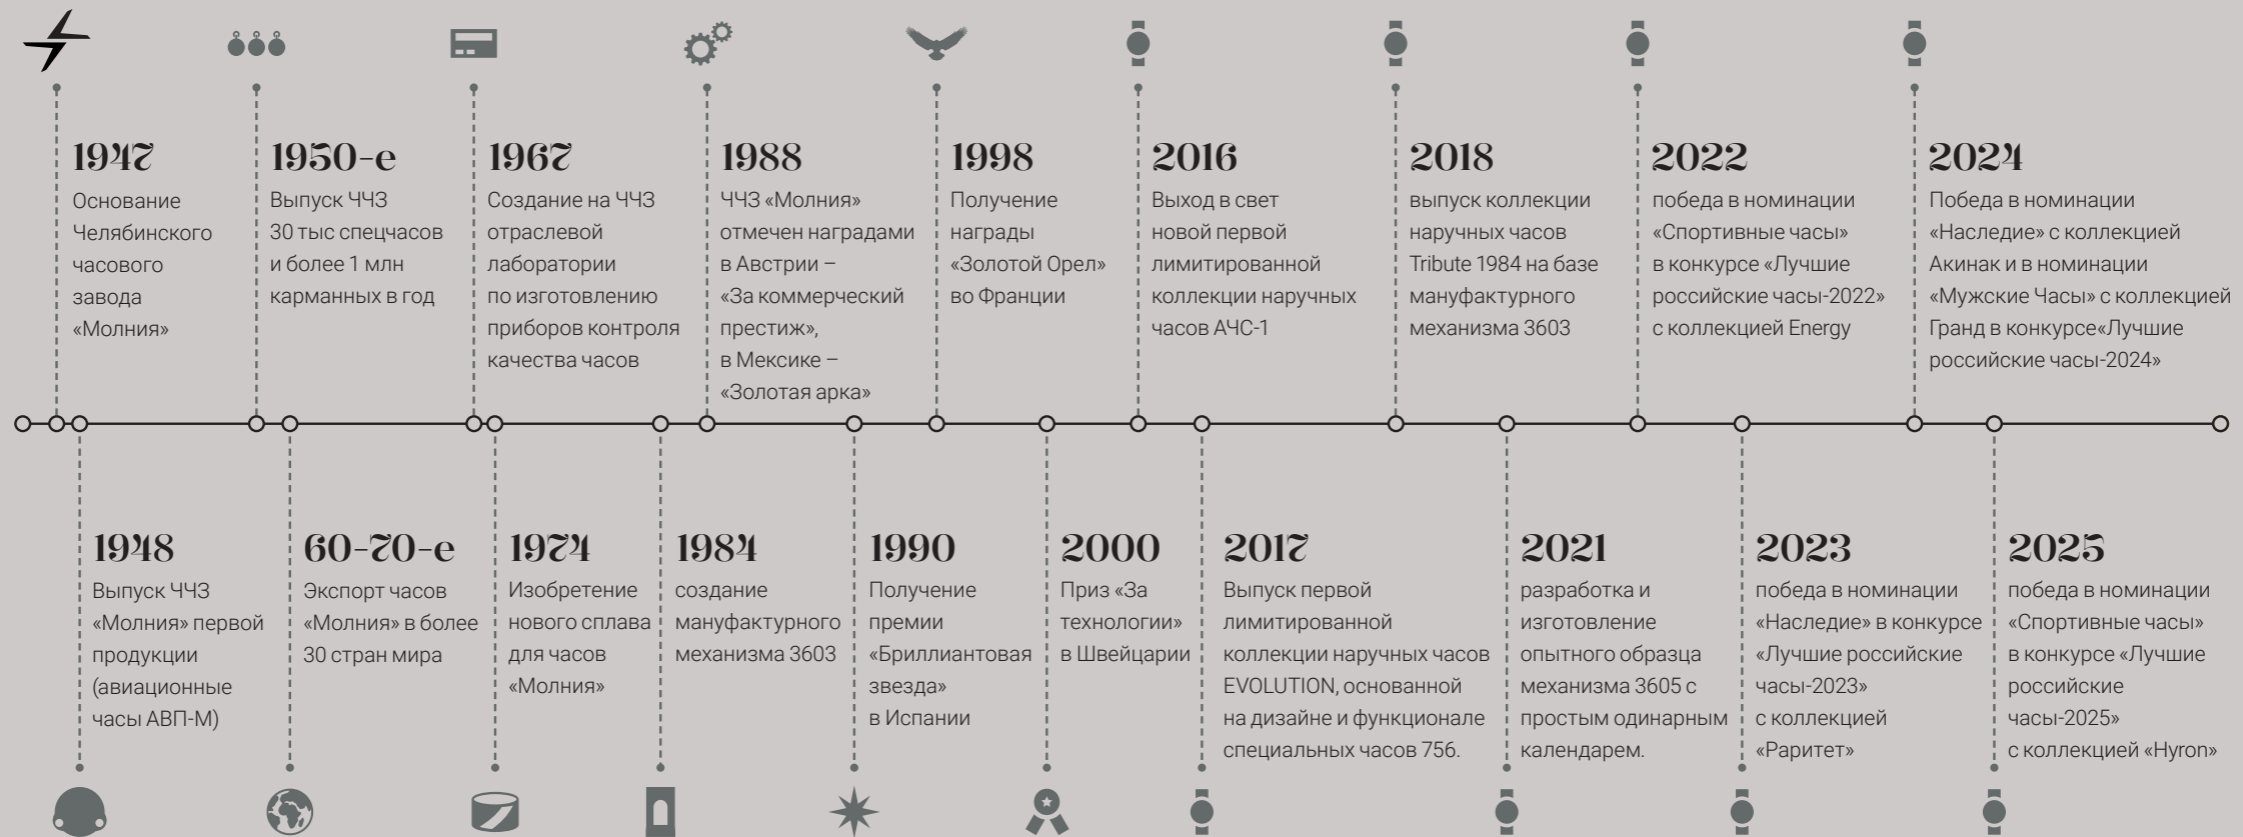 1947
Основание
Челябинского
часового
завода
«Молния»
1950-е
Выпуск ЧЧЗ
30 тыс спецчасов
и более 1 млн
карманных в год
1967
Создание на ЧЧЗ
отраслевой
лаборатории
по изготовлению
приборов контроля
качества часов
1988
ЧЧЗ «Молния»
отмечен наградами
в Австрии –
«За коммерческий
престиж»,
в Мексике –
«Золотая арка»
1998
Получение
награды
«Золотой Орел»
во Франции
2016
Выход в свет
новой первой
лимитированной
коллекции наручных
часов АЧС-1
2018
выпуск коллекции
наручных часов
Tribute 1984 на базе
мануфактурного
механизма 3603
2022
победа в номинации
«Спортивные часы»
в конкурсе «Лучшие
российские часы-2022»
с коллекцией Energy
2024
Победа в номинации
«Наследие» с коллекцией
Акинак и в номинации
«Мужские Часы» с коллекцией
Гранд в конкурсе«Лучшие
российские часы-2024»
1948
Выпуск ЧЧЗ
«Молния» первой
продукции
(авиационные
часы АВП-М)
60-70-е
Экспорт часов
«Молния» в более
30 стран мира
1974
Изобретение
нового сплава
для часов
«Молния»
1984
создание
мануфактурного
механизма 3603
1990
Получение
премии
«Бриллиантовая
звезда»
в Испании
2000
Приз «За
технологии»
в Швейцарии
2017
Выпуск первой
лимитированной
коллекции наручных часов
EVOLUTION, основанной
на дизайне и функционале
специальных часов 756.
2021
разработка и
изготовление
опытного образца
механизма 3605 с
простым одинарным
календарем.
2023
победа в номинации
«Наследие» в конкурсе
«Лучшие российские
часы-2023»
с коллекцией
«Раритет»
2025
победа в номинации
«Спортивные часы»
в конкурсе «Лучшие
российские
часы-2025»
с коллекцией «Hyron»